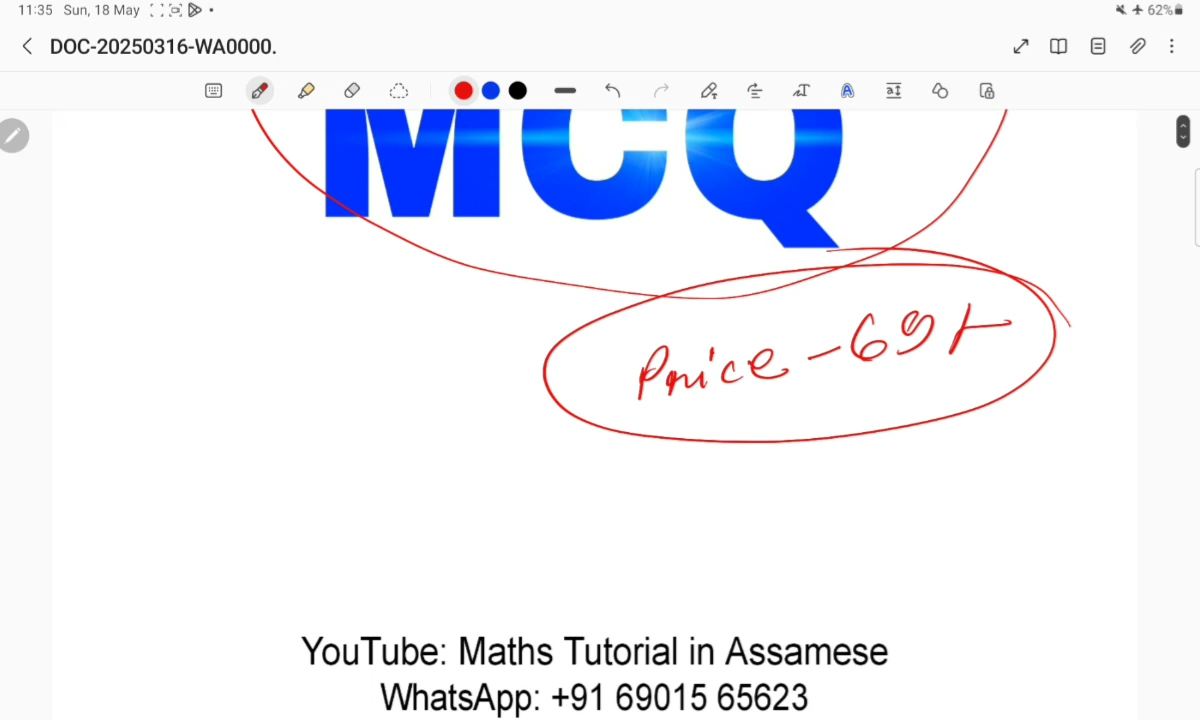 11:35 Sun, 18 May 62%
DOC-20250316-WA0000.
MCQ
Price - 69
YouTube: Maths Tutorial in Assamese
WhatsApp: +91 69015 65623